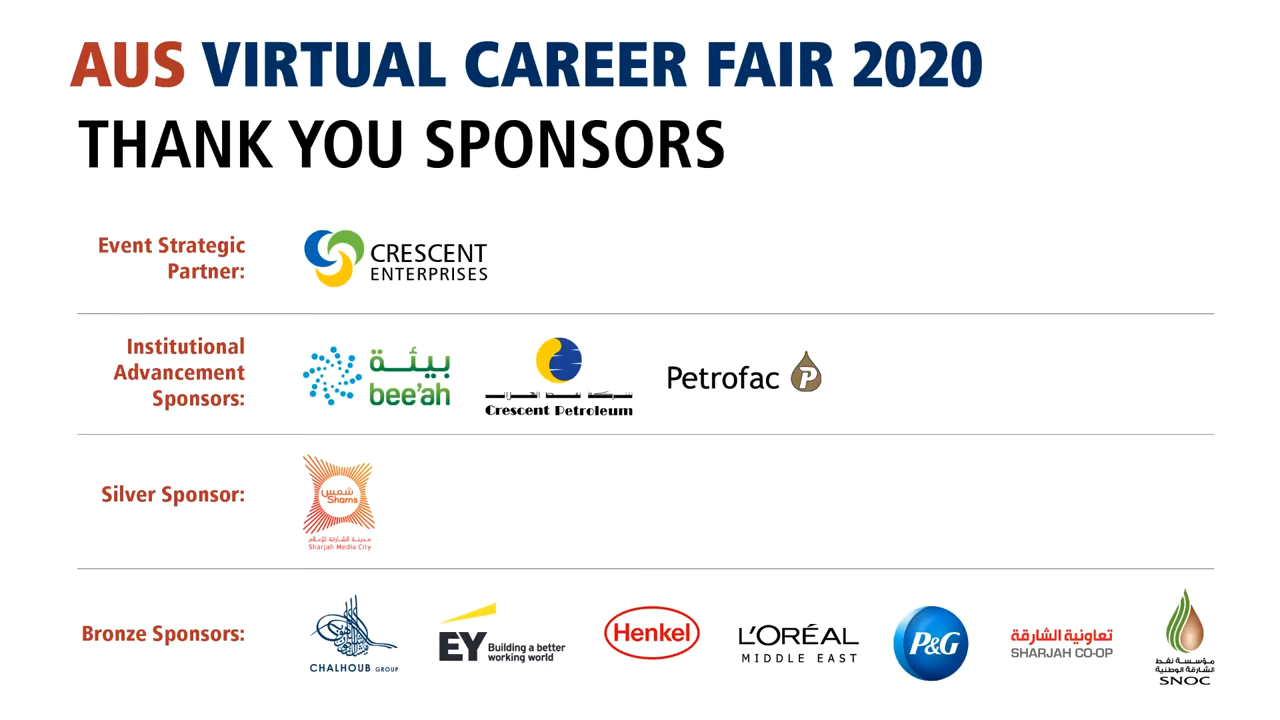 AUS VIRTUAL CAREER FAIR 2020
THANK YOU SPONSORS
Event Strategic
Partner:
CRESCENT
ENTERPRISES
Institutional
Advancement
Sponsors:
بيئة
bee'ah
Crescent Petroleum
Petrofac
P
Silver Sponsor:
شمس
Shams
مدينة الشارقة للإعلام
Sharjah Media City
Bronze Sponsors:
CHALHOUB GROUP
EY
Building a better
working world
Henkel
L'ORÉAL
MIDDLE EAST
P&G
تعاونية الشارقة
SHARJAH CO-OP
مؤسسة نفط
الشارقة الوطنية
SNOC